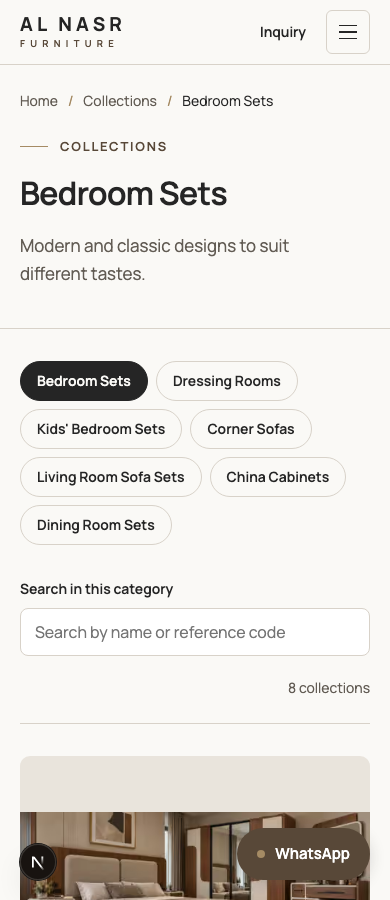 AL NASR
FURNITURE
Inquiry
Home / Collections / Bedroom Sets
COLLECTIONS
Bedroom Sets
Modern and classic designs to suit
different tastes.
Bedroom Sets
Dressing Rooms
Kids' Bedroom Sets
Corner Sofas
Living Room Sofa Sets
China Cabinets
Dining Room Sets
Search in this category
Search by name or reference code
8 collections
N
WhatsApp